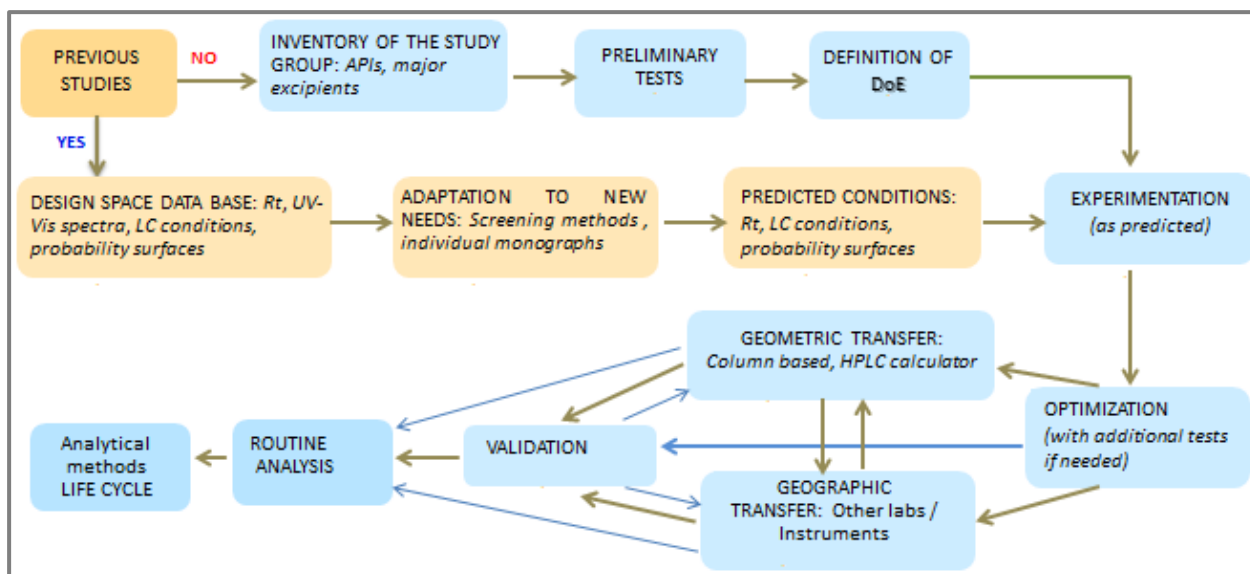 PREVIOUS
STUDIES
NO
INVENTORY OF THE STUDY
GROUP: APIs, major
excipients
PRELIMINARY
TESTS
DEFINITION OF
DoE
YES
DESIGN SPACE DATA BASE: Rt, UV-
Vis spectra, LC conditions,
probability surfaces
ADAPTATION TO NEW
NEEDS: Screening methods ,
individual monographs
PREDICTED CONDITIONS:
Rt, LC conditions,
probability surfaces
EXPERIMENTATION
(as predicted)
GEOMETRIC TRANSFER:
Column based, HPLC calculator
OPTIMIZATION
(with additional tests
if needed)
Analytical
methods
LIFE CYCLE
ROUTINE
ANALYSIS
VALIDATION
GEOGRAPHIC
TRANSFER: Other labs /
Instruments